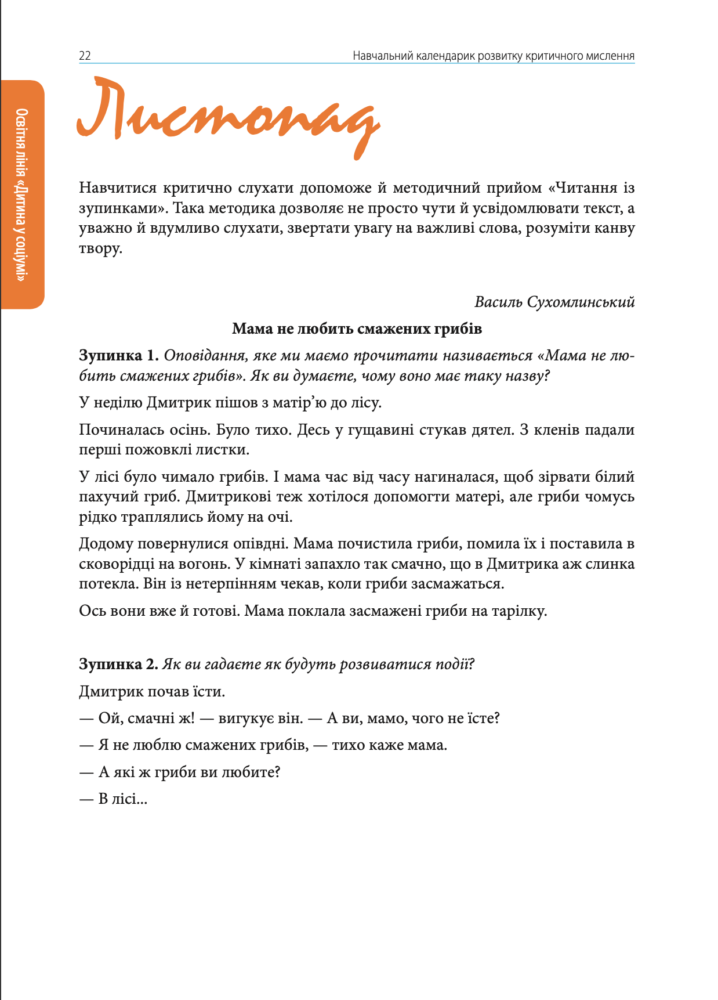 22
Навчальний календарик розвитку критичного мислення
Листопад
Освітня лінія «Дитина у соціумі»
Навчитися критично слухати допоможе й методичний прийом «Читання із
зупинками». Така методика дозволяє не просто чути й усвідомлювати текст, а
уважно й вдумливо слухати, звертати увагу на важливі слова, розуміти канву
твору.
Василь Сухомлинський
Мама не любить смажених грибів
Зупинка 1. Оповідання, яке ми маємо прочитати називається «Мама не лю-
бить смажених грибів». Як ви думаєте, чому воно має таку назву?
У неділю Дмитрик пішов з матір’ю до лісу.
Починалась осінь. Було тихо. Десь у гущавині стукав дятел. З кленів падали
перші пожовклі листки.
У лісі було чимало грибів. І мама час від часу нагиналася, щоб зірвати білий
пахучий гриб. Дмитрикові теж хотілося допомогти матері, але гриби чомусь
рідко траплялись йому на очі.
Додому повернулися опівдні. Мама почистила гриби, помила їх і поставила в
сковорідці на вогонь. У кімнаті запахло так смачно, що в Дмитрика аж слинка
потекла. Він із нетерпінням чекав, коли гриби засмажаться.
Ось вони вже й готові. Мама поклала засмажені гриби на тарілку.
Зупинка 2. Як ви гадаєте як будуть розвиватися події?
Дмитрик почав їсти.
— Ой, смачні ж! — вигукує він. — А ви, мамо, чого не їсте?
— Я не люблю смажених грибів, — тихо каже мама.
— А які ж гриби ви любите?
— В лісі...